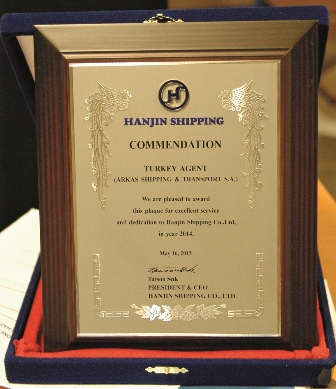 HANJIN SHIPPING
COMMENDATION
TURKEY AGENT
(ARKAS SHIPPING & TRANSPORT S.A.)
We are pleased to award
this plaque for excellent service
and dedication to Hanjin Shipping Co.,Ltd,
in year 2014.
May 16, 2015
Taison Suk
PRESIDENT & CEO
HANJIN SHIPPING CO., LTD.